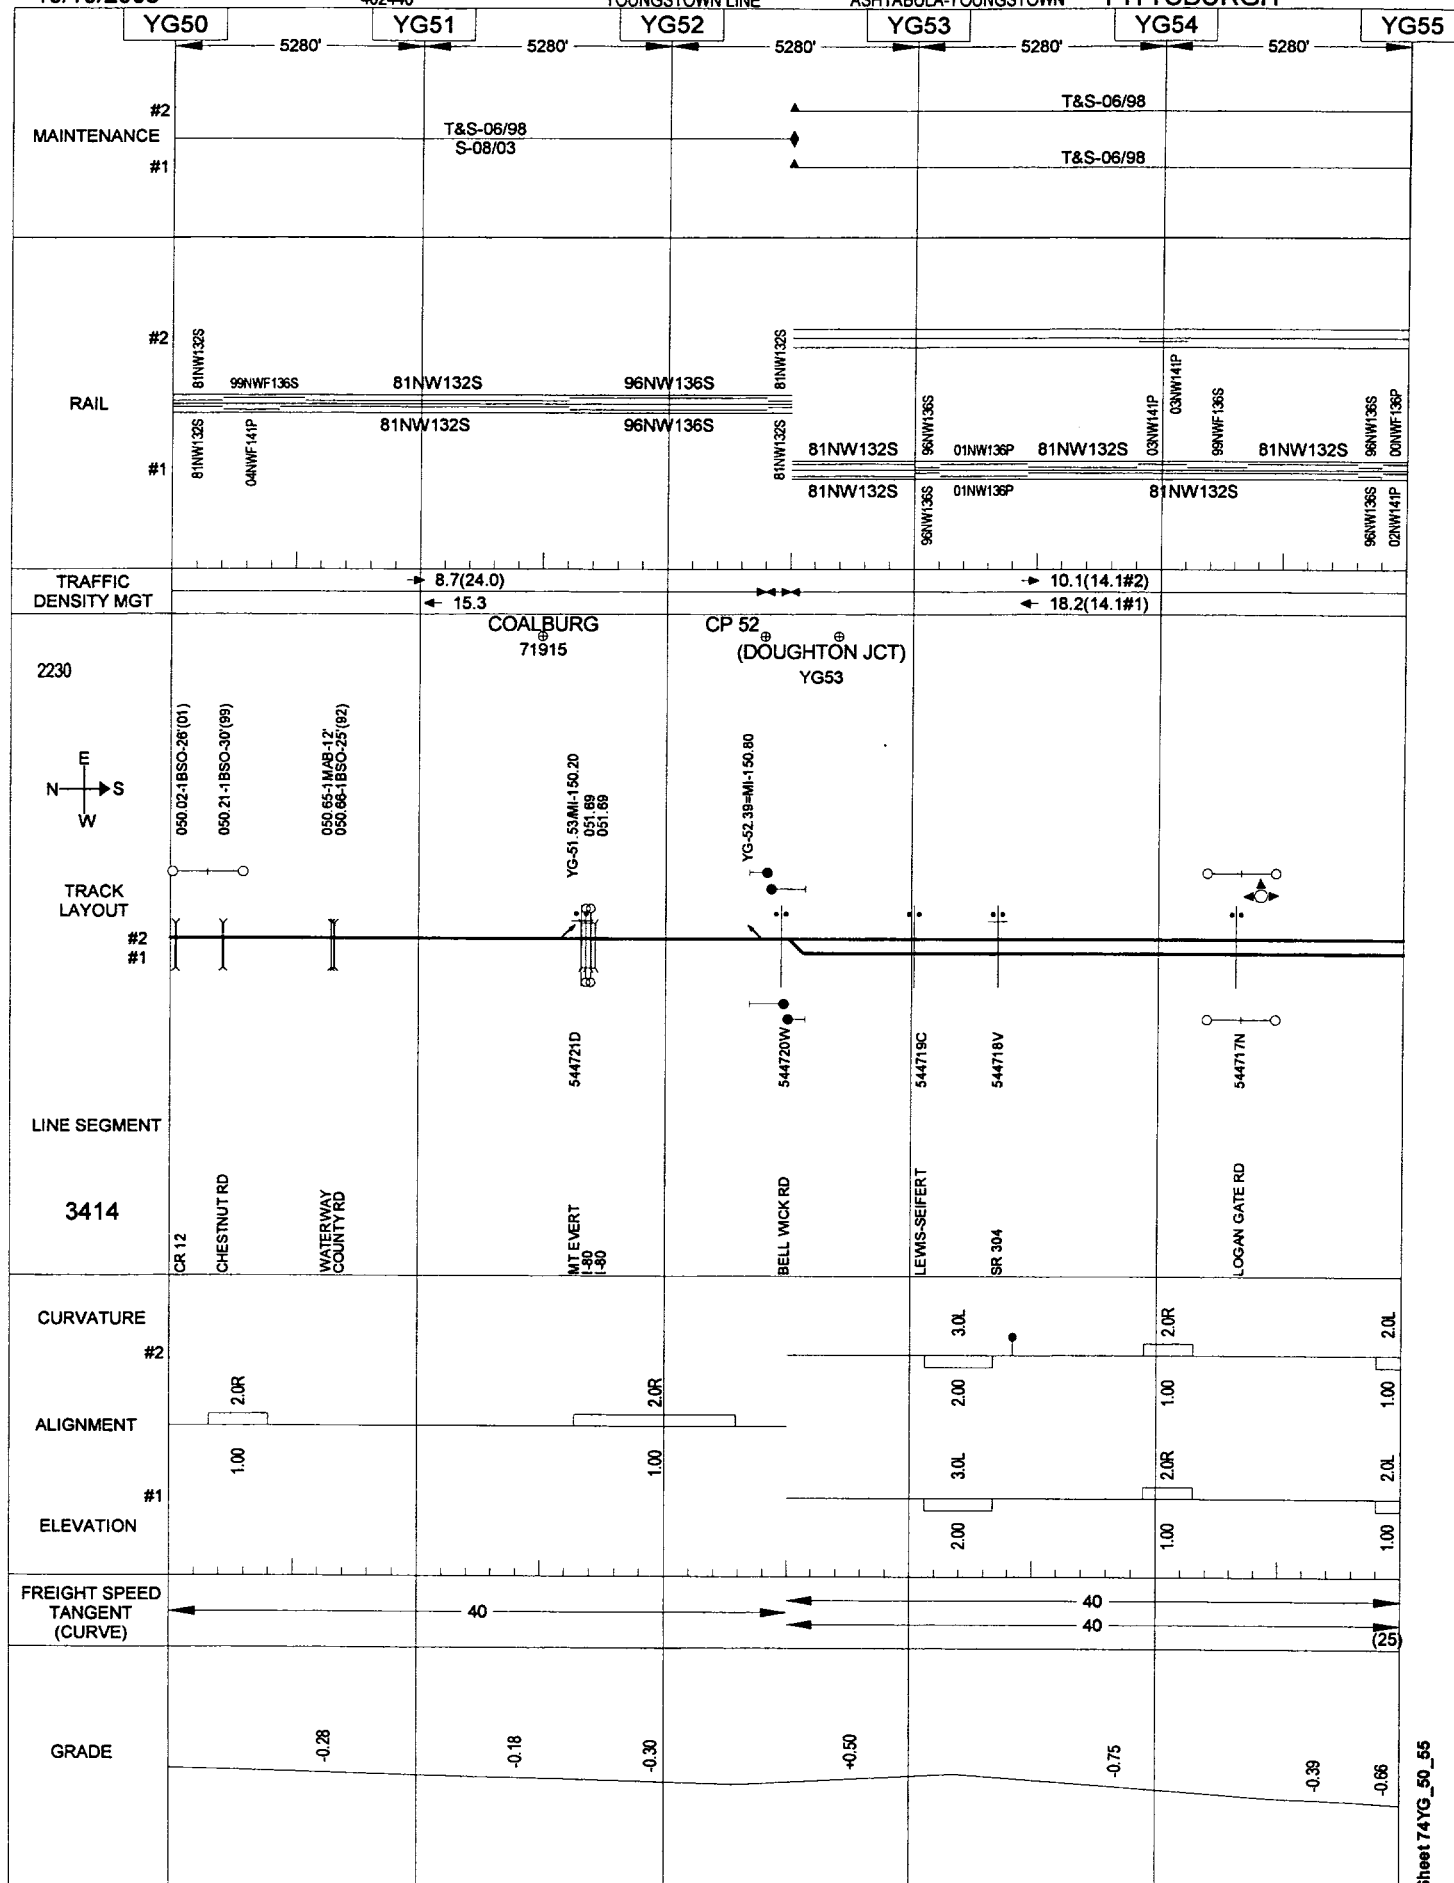 YOUNGSTOWN LINE ASHTABULA-YOUNGSTOWN PITTSBURGH
YG50 YG51 YG52 YG53 YG54 YG55
5280' 5280' 5280' 5280' 5280'
#2
MAINTENANCE
#1
T&S-06/98
S-08/03
T&S-06/98
T&S-06/98
#2
RAIL
#1
81NW132S
99NWF136S
81NW132S
96NW136S
81NW132S
81NW132S
04NWF141P
81NW132S
96NW136S
81NW132S
03NW141P
81NW132S
96NW136S
01NW136P
81NW132S
03NW141P
99NWF136S
81NW132S
96NW136S
00NWF136P
81NW132S
96NW136S
01NW136P
81NW132S
96NW136S
02NW141P
TRAFFIC
DENSITY MGT
8.7(24.0)
15.3
10.1(14.1#2)
18.2(14.1#1)
COALBURG
71915
CP 52
(DOUGHTON JCT)
YG53
2230
E
N S
W
050.02-1BSO-26'(01)
050.21-1BSO-30'(99)
050.65-1MAB-12'
050.66-1BSO-25'(92)
YG-51.53/MI-150.20
051.69
051.69
YG-52.39=MI-150.80
TRACK
LAYOUT
#2
#1
544721D
544720W
544719C
544718V
544717N
LINE SEGMENT
3414
CR 12
CHESTNUT RD
WATERWAY
COUNTY RD
MT EVERT
I-80
I-80
BELL WICK RD
LEWIS-SEIFERT
SR 304
LOGAN GATE RD
CURVATURE
#2
3.0L
2.0R
2.0L
2.00
1.00
1.00
ALIGNMENT
2.0R
2.0R
1.00
1.00
#1
3.0L
2.0R
2.0L
ELEVATION
2.00
1.00
1.00
FREIGHT SPEED
TANGENT
(CURVE)
40
40
40
(25)
GRADE
-0.28
-0.18
-0.30
+0.50
-0.75
-0.39
-0.66
Sheet 74YG_50_55